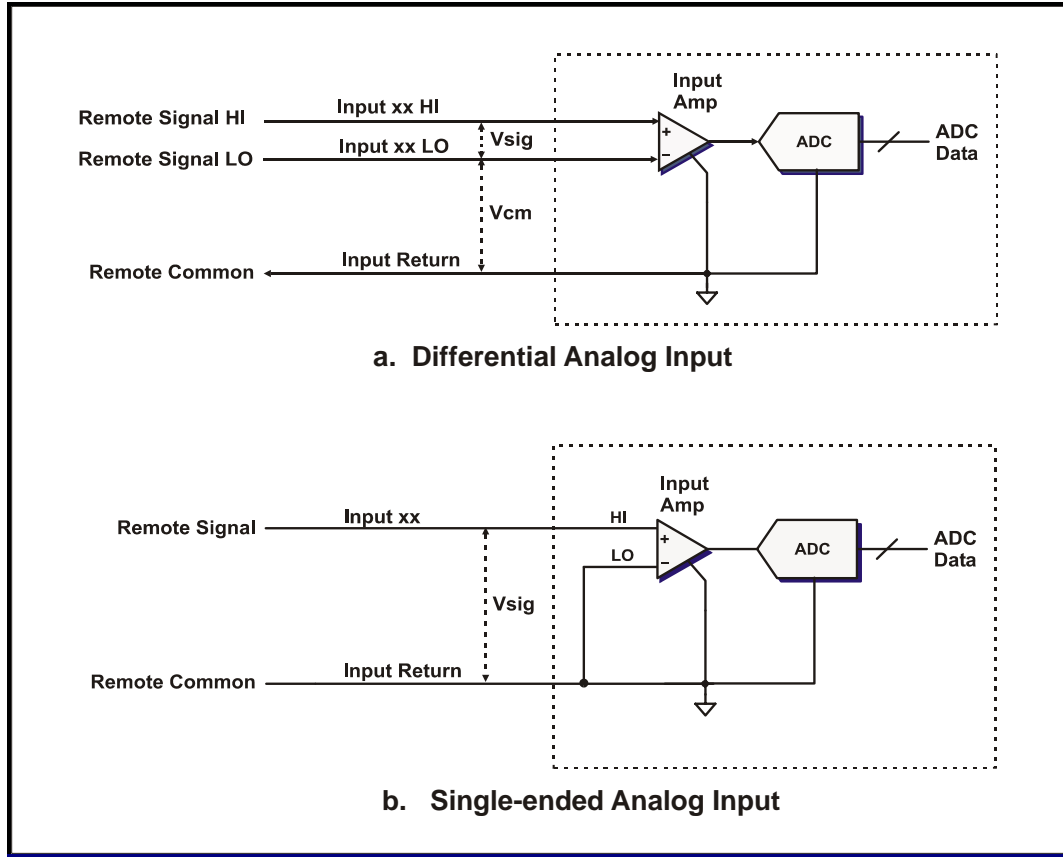 Input
Amp
Remote Signal HI
Input xx HI
+
Vsig
ADC
ADC
Data
Remote Signal LO
Input xx LO
−
Vcm
Remote Common
Input Return
a. Differential Analog Input
Input
Amp
Remote Signal
Input xx
HI
+
ADC
ADC
Data
LO
−
Vsig
Remote Common
Input Return
b. Single-ended Analog Input